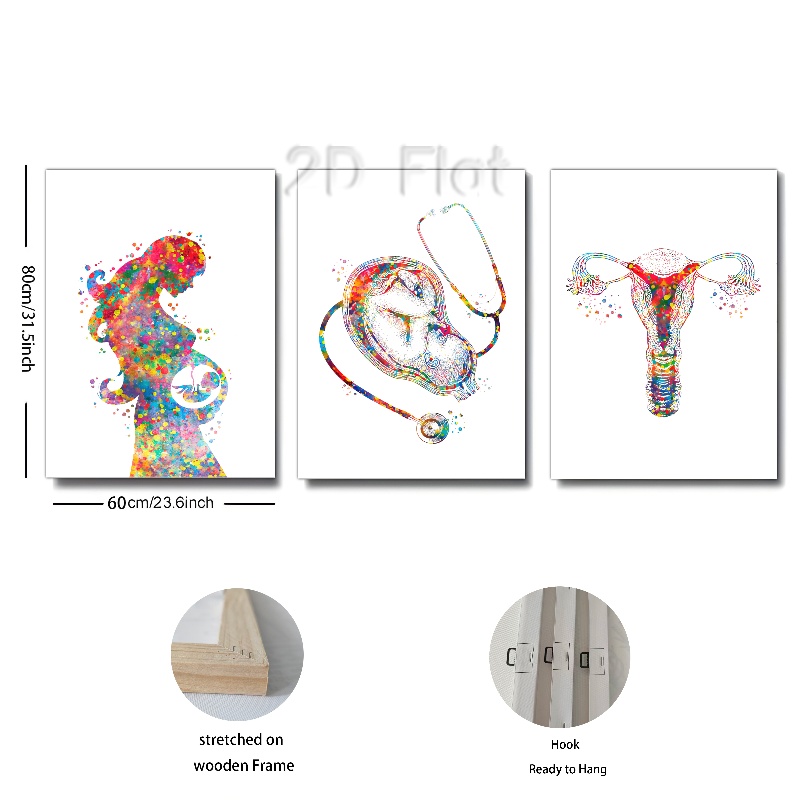 2D Flat
80cm/31.5inch
60cm/23.6inch
stretched on
wooden Frame
Hook
Ready to Hang